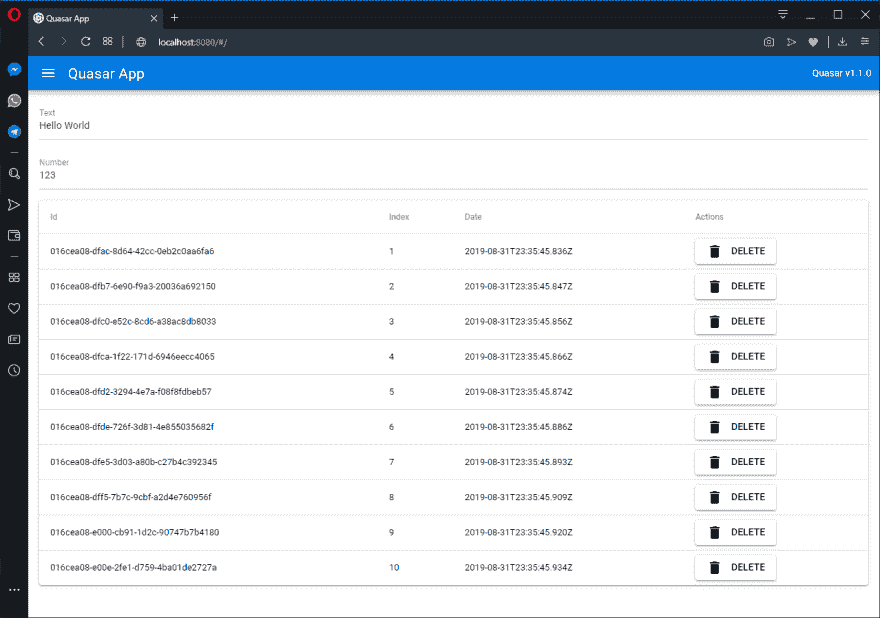 Quasar App
localhost:8080/#/
Quasar App Quasar v1.1.0
Text
Hello World
Number
123
Id Index Date Actions
016cea08-dfac-8d64-42cc-0eb2c0aa6fa6 1 2019-08-31T23:35:45.836Z DELETE
016cea08-dfb7-6e90-f9a3-20036a692150 2 2019-08-31T23:35:45.847Z DELETE
016cea08-dfc0-e52c-8cd6-a38ac8db8033 3 2019-08-31T23:35:45.856Z DELETE
016cea08-dfca-1f22-171d-6946eecc4065 4 2019-08-31T23:35:45.866Z DELETE
016cea08-dfd2-3294-4e7a-f08f8fdbeb57 5 2019-08-31T23:35:45.874Z DELETE
016cea08-dfde-726f-3d81-4e855035682f 6 2019-08-31T23:35:45.886Z DELETE
016cea08-dfe5-3d03-a80b-c27b4c392345 7 2019-08-31T23:35:45.893Z DELETE
016cea08-dff5-7b7c-9cbf-a2d4e760956f 8 2019-08-31T23:35:45.909Z DELETE
016cea08-e000-cb91-1d2c-90747b7b4180 9 2019-08-31T23:35:45.920Z DELETE
016cea08-e00e-2fe1-d759-4ba01de2727a 10 2019-08-31T23:35:45.934Z DELETE